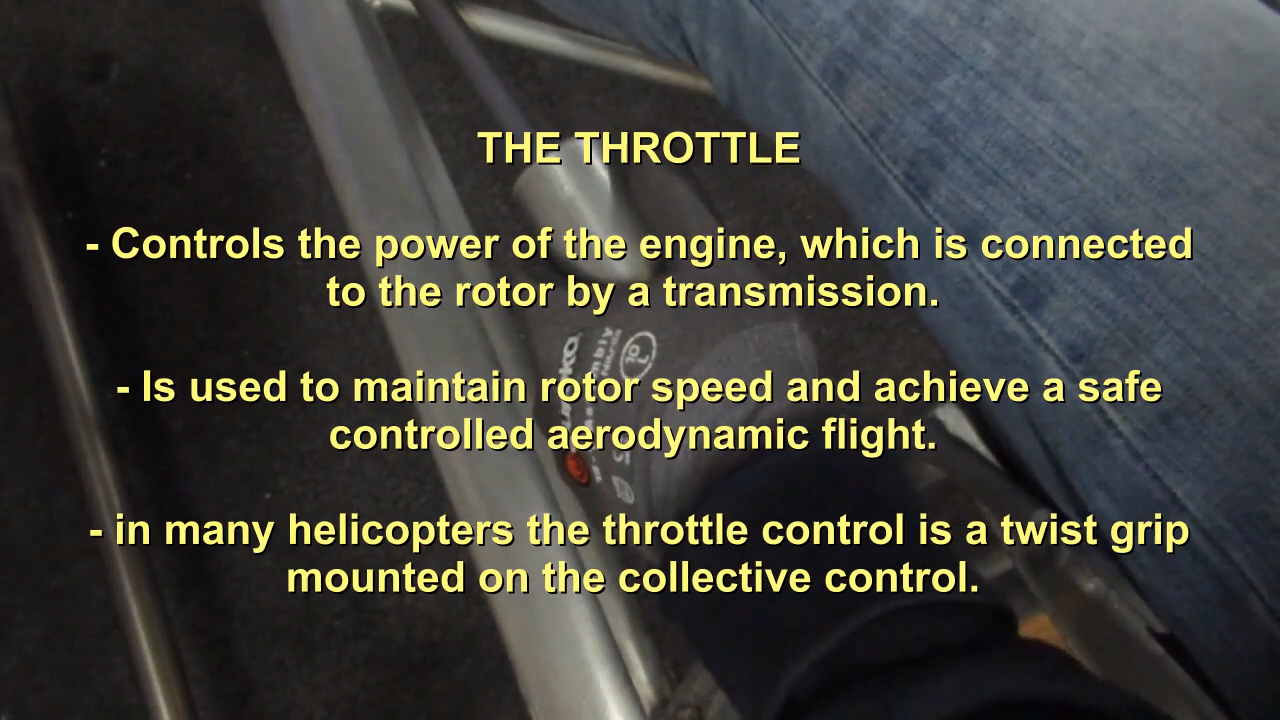 THE THROTTLE
- Controls the power of the engine, which is connected
to the rotor by a transmission.
- Is used to maintain rotor speed and achieve a safe
controlled aerodynamic flight.
- in many helicopters the throttle control is a twist grip
mounted on the collective control.